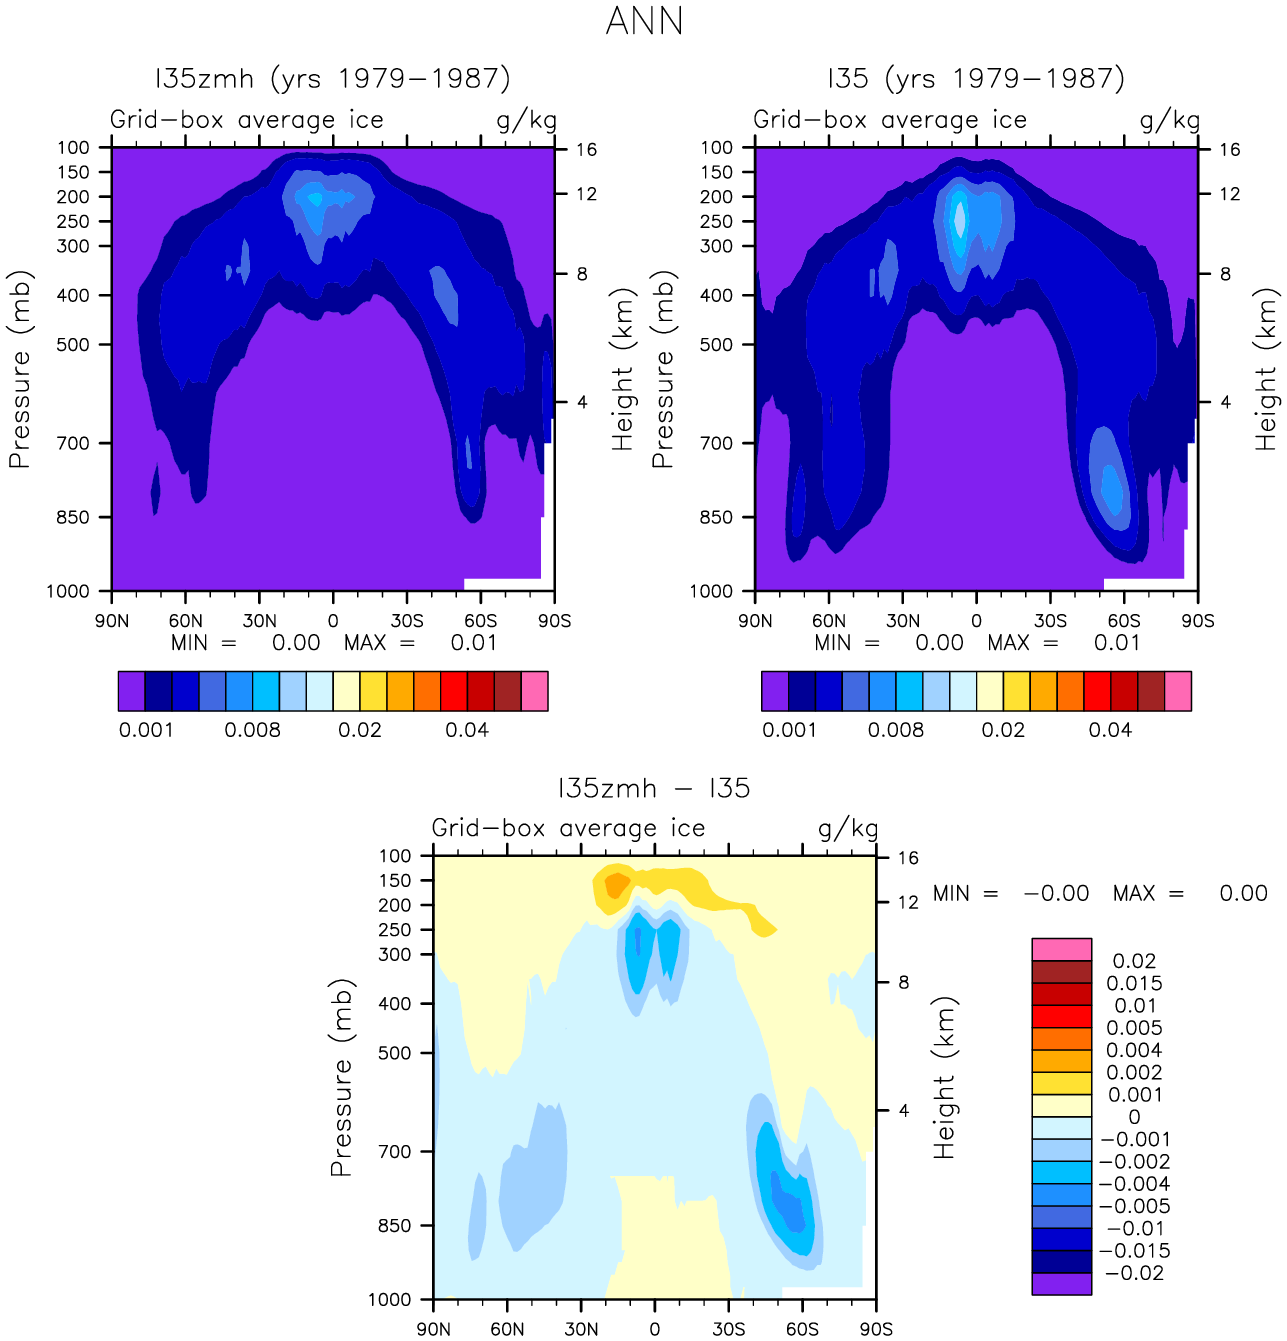 ANN
I35zmh (yrs 1979−1987)
Grid−box average ice g/kg
100
150
200
250
300
400
500
700
850
1000
Pressure (mb)
16
12
8
4
Height (km)
90N 60N 30N 0 30S 60S 90S
MIN = 0.00 MAX = 0.01
0.001 0.008 0.02 0.04
I35 (yrs 1979−1987)
Grid−box average ice g/kg
100
150
200
250
300
400
500
700
850
1000
Pressure (mb)
16
12
8
4
Height (km)
90N 60N 30N 0 30S 60S 90S
MIN = 0.00 MAX = 0.01
0.001 0.008 0.02 0.04
I35zmh − I35
Grid−box average ice g/kg
100
150
200
250
300
400
500
700
850
1000
Pressure (mb)
16
12
8
4
Height (km)
90N 60N 30N 0 30S 60S 90S
MIN = −0.00 MAX = 0.00
0.02
0.015
0.01
0.005
0.004
0.002
0.001
0
−0.001
−0.002
−0.004
−0.005
−0.01
−0.015
−0.02